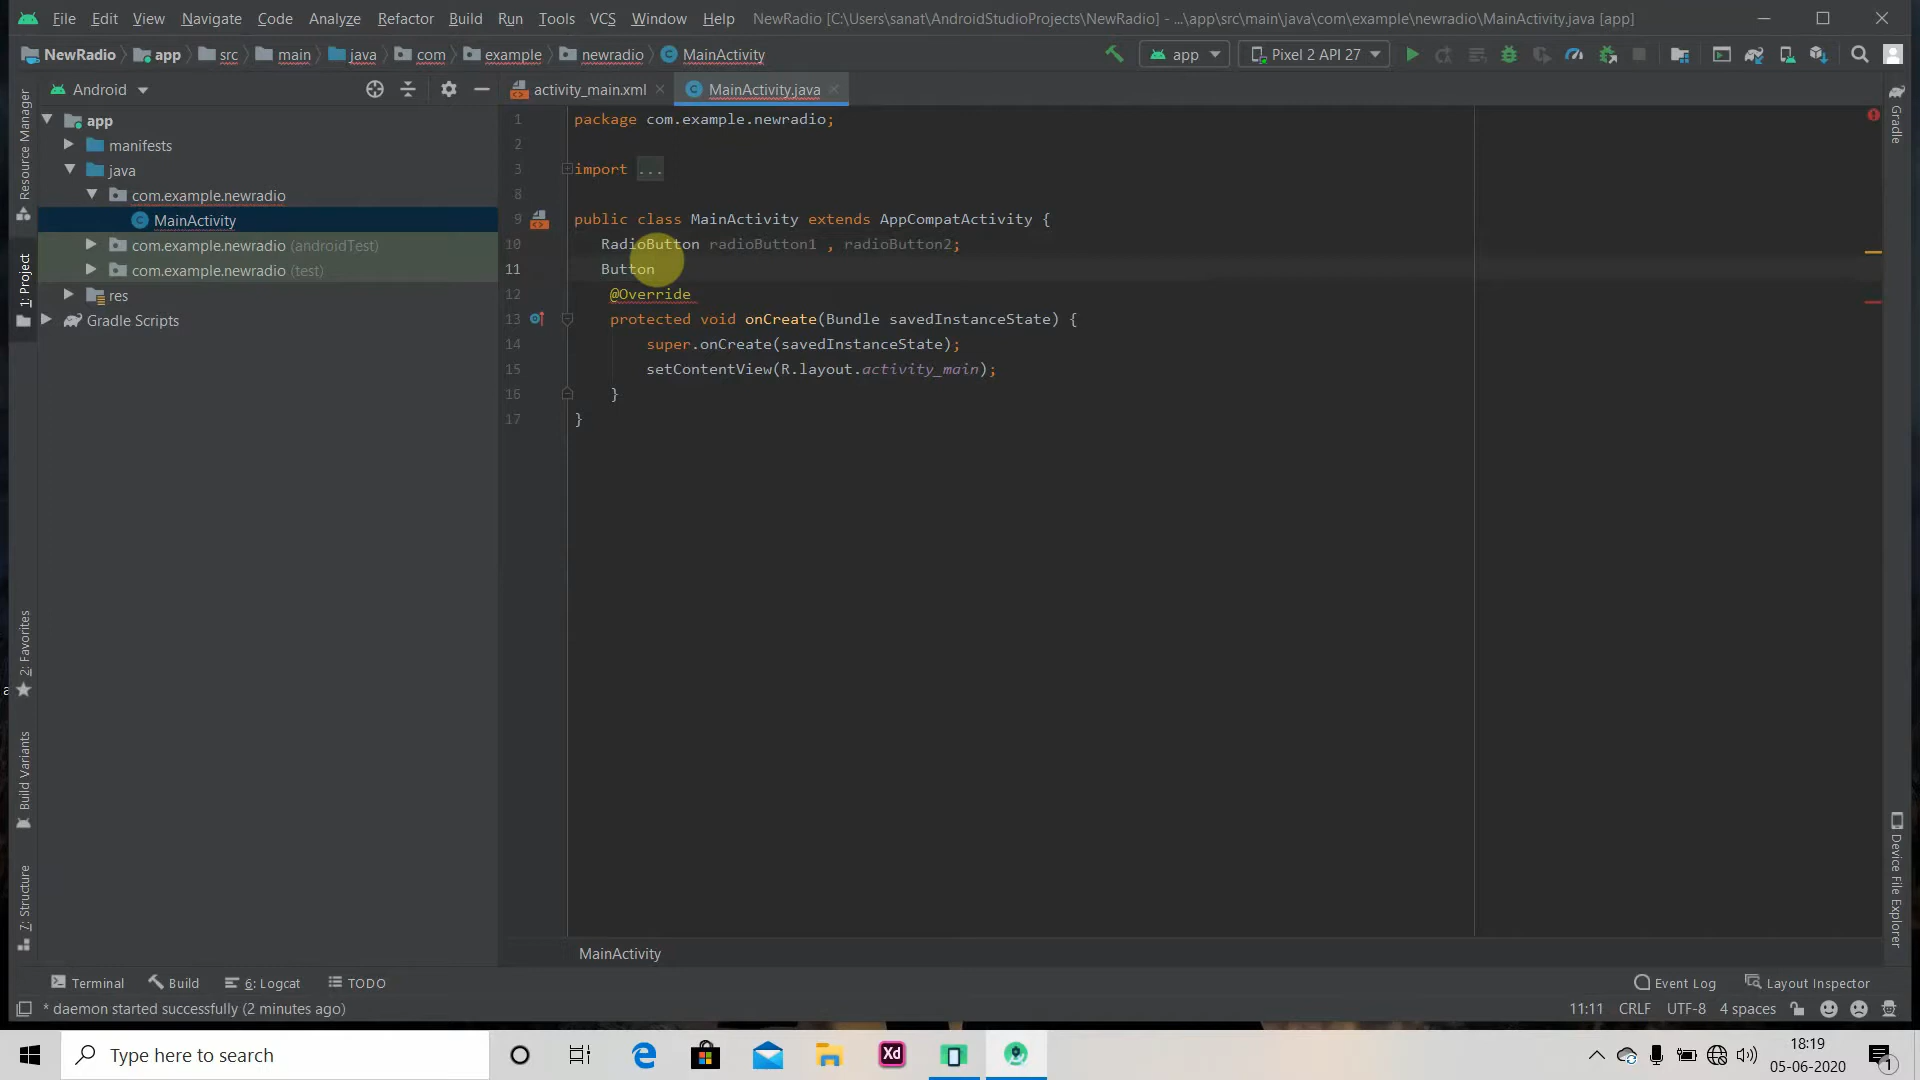 File Edit View Navigate Code Analyze Refactor Build Run Tools VCS Window Help NewRadio [C:\Users\sanat\AndroidStudioProjects\NewRadio] - ...\app\src\main\java\com\example\newradio\MainActivity.java [app]
NewRadio app src main java com example newradio MainActivity app Pixel 2 API 27
Android activity_main.xml MainActivity.java
app
manifests
java
com.example.newradio
MainActivity
com.example.newradio (androidTest)
com.example.newradio (test)
res
Gradle Scripts
Resource Manager
1: Project
2: Favorites
Build Variants
7: Structure
1 package com.example.newradio;
2
3 import ...
8
9 public class MainActivity extends AppCompatActivity {
10 RadioButton radioButton1 , radioButton2;
11 Button
12 @Override
13 protected void onCreate(Bundle savedInstanceState) {
14 super.onCreate(savedInstanceState);
15 setContentView(R.layout.activity_main);
16 }
17 }
Gradle
Device File Explorer
MainActivity
Terminal Build 6: Logcat TODO Event Log Layout Inspector
* daemon started successfully (2 minutes ago) 11:11 CRLF UTF-8 4 spaces
Type here to search
Xd
18:19
05-06-2020
1